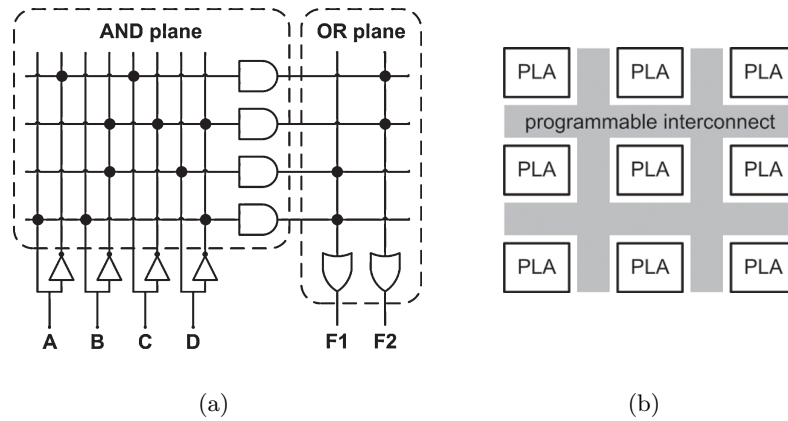 AND plane
OR plane
A B C D
F1 F2
(a)
PLA PLA PLA
programmable interconnect
PLA PLA PLA
PLA PLA PLA
(b)